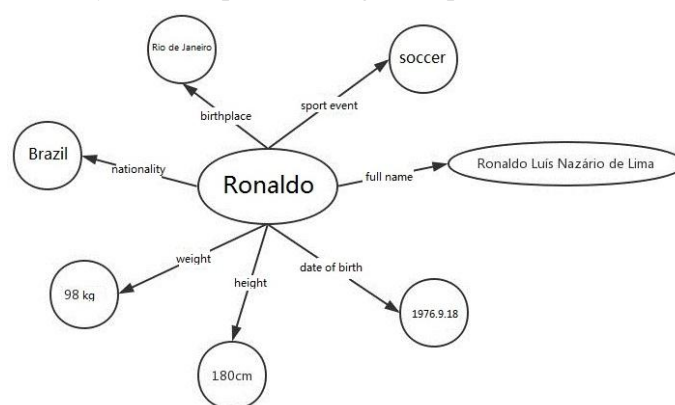 Rio de Janeiro
soccer
birthplace
sport event
Brazil
nationality
Ronaldo
full name
Ronaldo Luís Nazário de Lima
weight
height
date of birth
98 kg
180cm
1976.9.18